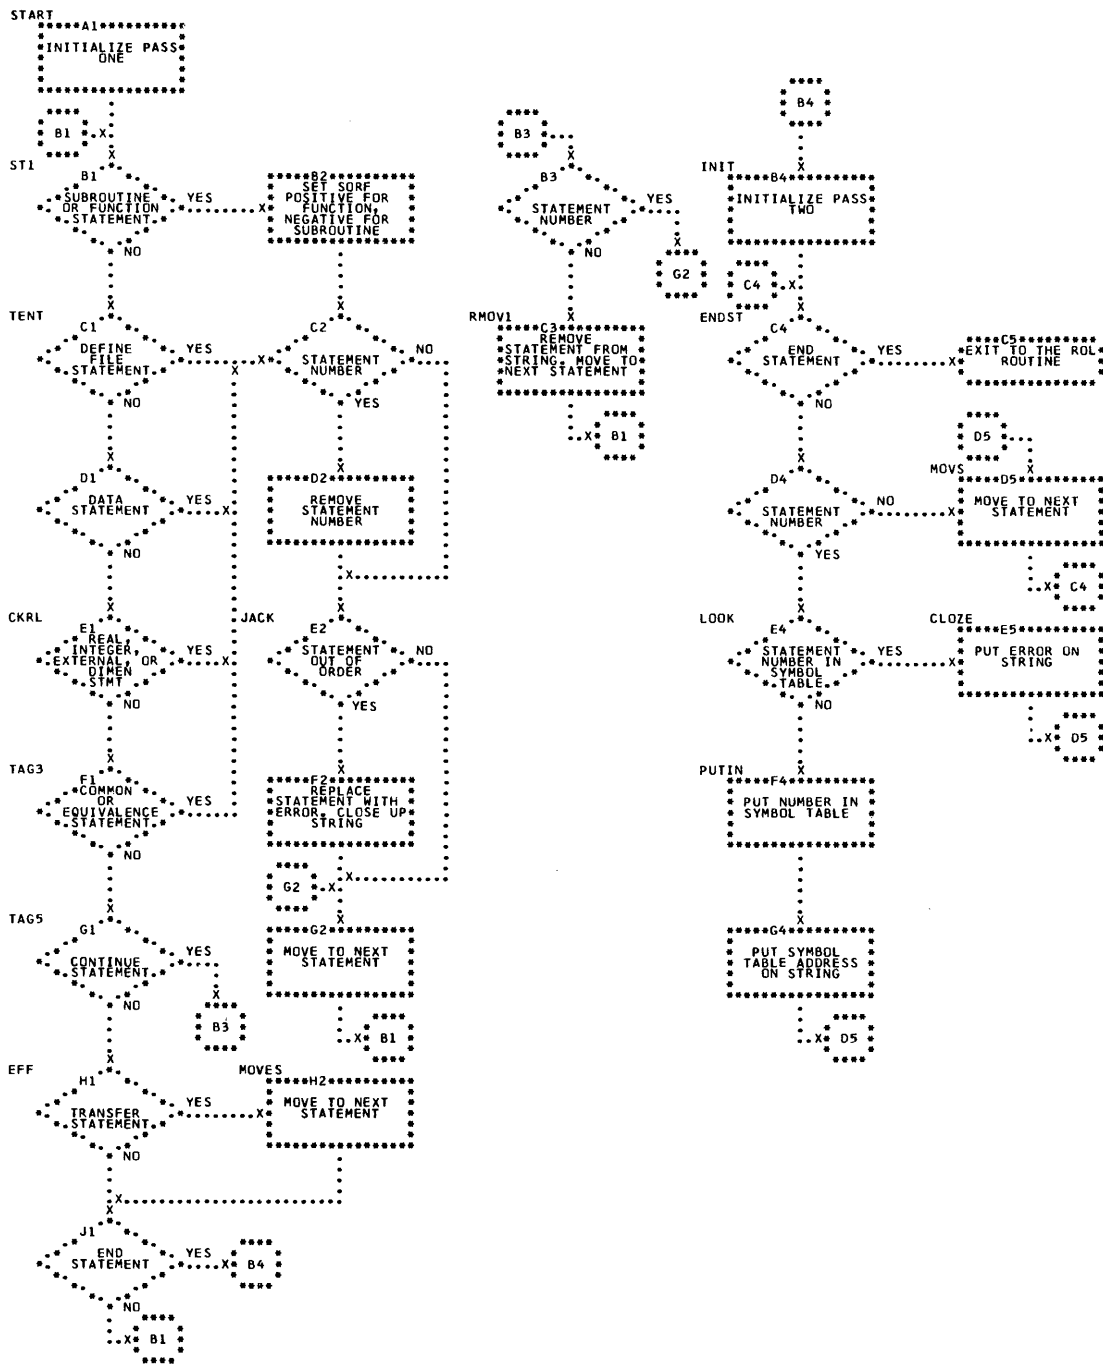 START
A1
INITIALIZE PASS
ONE
B1
ST1
B1
SUBROUTINE
OR FUNCTION
STATEMENT
YES
NO
B2
SET SORF
POSITIVE FOR
FUNCTION,
NEGATIVE FOR
SUBROUTINE
TENT
C1
DEFINE
FILE
STATEMENT
YES
NO
C2
STATEMENT
NUMBER
NO
YES
D1
DATA
STATEMENT
YES
NO
D2
REMOVE
STATEMENT
NUMBER
CKRL
E1
REAL,
INTEGER,
EXTERNAL, OR
DIMEN
STMT
YES
NO
JACK
E2
STATEMENT
OUT OF
ORDER
NO
YES
TAG3
F1
COMMON
OR
EQUIVALENCE
STATEMENT
YES
NO
F2
REPLACE
STATEMENT WITH
ERROR, CLOSE UP
STRING
G2
TAG5
G1
CONTINUE
STATEMENT
YES
NO
B3
G2
MOVE TO NEXT
STATEMENT
B1
EFF
H1
TRANSFER
STATEMENT
YES
NO
MOVES
H2
MOVE TO NEXT
STATEMENT
J1
END
STATEMENT
YES
B4
NO
B1
B3
B3
STATEMENT
NUMBER
YES
NO
G2
RMOV1
C3
REMOVE
STATEMENT FROM
STRING, MOVE TO
NEXT STATEMENT
B1
B4
INIT
B4
INITIALIZE PASS
TWO
C4
ENDST
C4
END
STATEMENT
YES
NO
C5
EXIT TO THE ROL
ROUTINE
D5
D4
STATEMENT
NUMBER
NO
YES
MOVS
D5
MOVE TO NEXT
STATEMENT
C4
LOOK
E4
STATEMENT
NUMBER IN
SYMBOL
TABLE
YES
NO
CLOZE
E5
PUT ERROR ON
STRING
D5
PUTIN
F4
PUT NUMBER IN
SYMBOL TABLE
G4
PUT SYMBOL
TABLE ADDRESS
ON STRING
D5